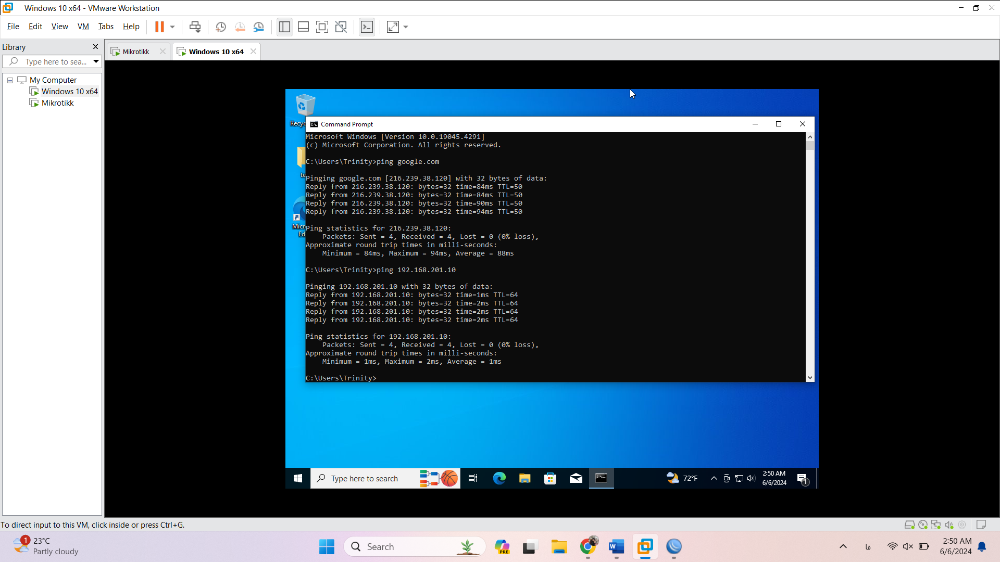 Windows 10 x64 - VMware Workstation
File Edit View VM Tabs Help
Library
Type here to sea...
My Computer
Windows 10 x64
Mikrotikk
Mikrotikk
Windows 10 x64
Recyc
te
Micr
Ed
Command Prompt
Microsoft Windows [Version 10.0.19045.4291]
(c) Microsoft Corporation. All rights reserved.
C:\Users\Trinity>ping google.com
Pinging google.com [216.239.38.120] with 32 bytes of data:
Reply from 216.239.38.120: bytes=32 time=84ms TTL=50
Reply from 216.239.38.120: bytes=32 time=84ms TTL=50
Reply from 216.239.38.120: bytes=32 time=90ms TTL=50
Reply from 216.239.38.120: bytes=32 time=94ms TTL=50
Ping statistics for 216.239.38.120:
Packets: Sent = 4, Received = 4, Lost = 0 (0% loss),
Approximate round trip times in milli-seconds:
Minimum = 84ms, Maximum = 94ms, Average = 88ms
C:\Users\Trinity>ping 192.168.201.10
Pinging 192.168.201.10 with 32 bytes of data:
Reply from 192.168.201.10: bytes=32 time=1ms TTL=64
Reply from 192.168.201.10: bytes=32 time=2ms TTL=64
Reply from 192.168.201.10: bytes=32 time=2ms TTL=64
Reply from 192.168.201.10: bytes=32 time=2ms TTL=64
Ping statistics for 192.168.201.10:
Packets: Sent = 4, Received = 4, Lost = 0 (0% loss),
Approximate round trip times in milli-seconds:
Minimum = 1ms, Maximum = 2ms, Average = 1ms
C:\Users\Trinity>
Type here to search
72°F
2:50 AM
6/6/2024
1
To direct input to this VM, click inside or press Ctrl+G.
1
23°C
Partly cloudy
Search
PRE
W
فا
2:50 AM
6/6/2024